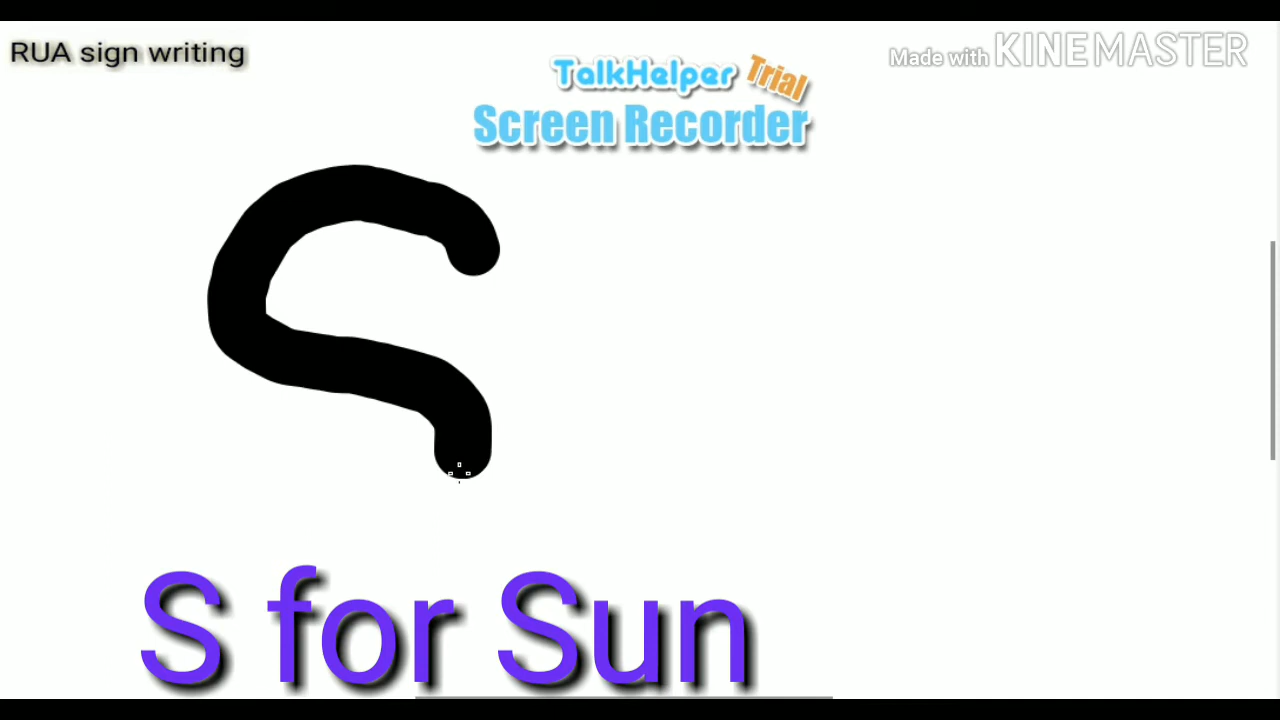 RUA sign writing
Made with KINEMASTER
TalkHelper Trial
Screen Recorder
S for Sun